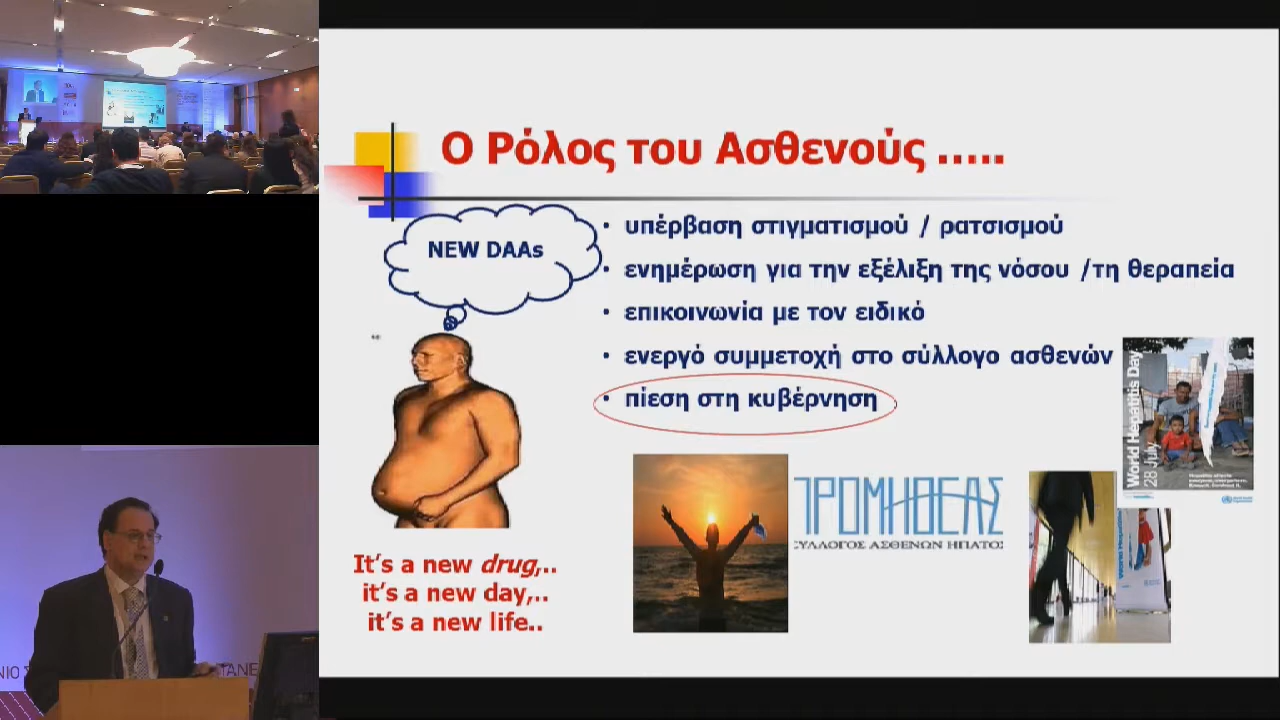 Ο Ρόλος του Ασθενούς .....
NEW DAAs
• υπέρβαση στιγματισμού / ρατσισμού
• ενημέρωση για την εξέλιξη της νόσου /τη θεραπεία
• επικοινωνία με τον ειδικό
• ενεργό συμμετοχή στο σύλλογο ασθενών
• πίεση στη κυβέρνηση
It's a new drug,..
it's a new day,..
it's a new life..
ΠΡΟΜΗΘΕΑΣ
ΣΥΛΛΟΓΟΣ ΑΣΘΕΝΩΝ ΗΠΑΤΟΣ
World Hepatitis Day
28 July